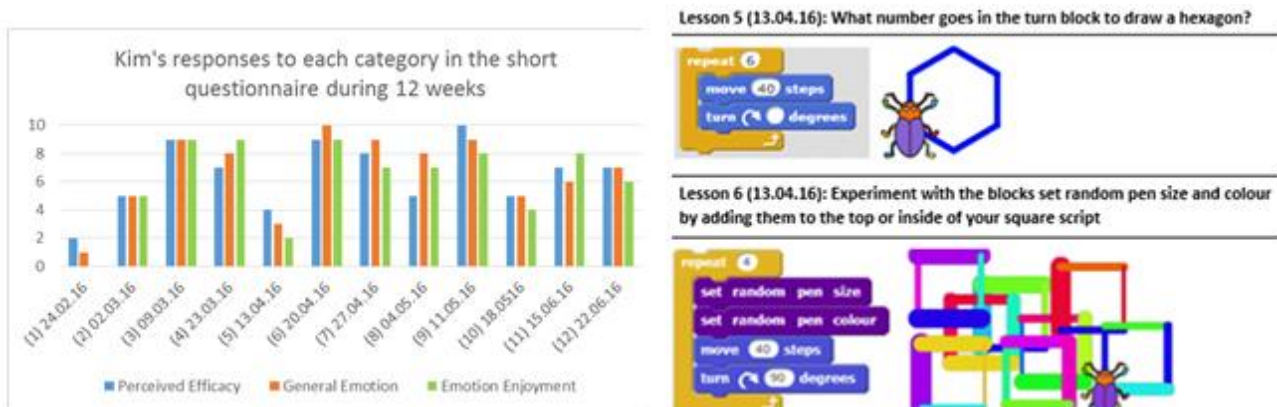 Kim's responses to each category in the short
questionnaire during 12 weeks
10
8
6
4
2
0
(1) 24.02.16
(2) 02.03.16
(3) 09.03.16
(4) 23.03.16
(5) 13.04.16
(6) 20.04.16
(7) 27.04.16
(8) 04.05.16
(9) 11.05.16
(10) 18.0516
(11) 15.06.16
(12) 22.06.16
Perceived Efficacy General Emotion Emotion Enjoyment
Lesson 5 (13.04.16): What number goes in the turn block to draw a hexagon?
repeat 6
move 40 steps
turn degrees
Lesson 6 (13.04.16): Experiment with the blocks set random pen size and colour
by adding them to the top or inside of your square script
repeat 4
set random pen size
set random pen colour
move 40 steps
turn 90 degrees